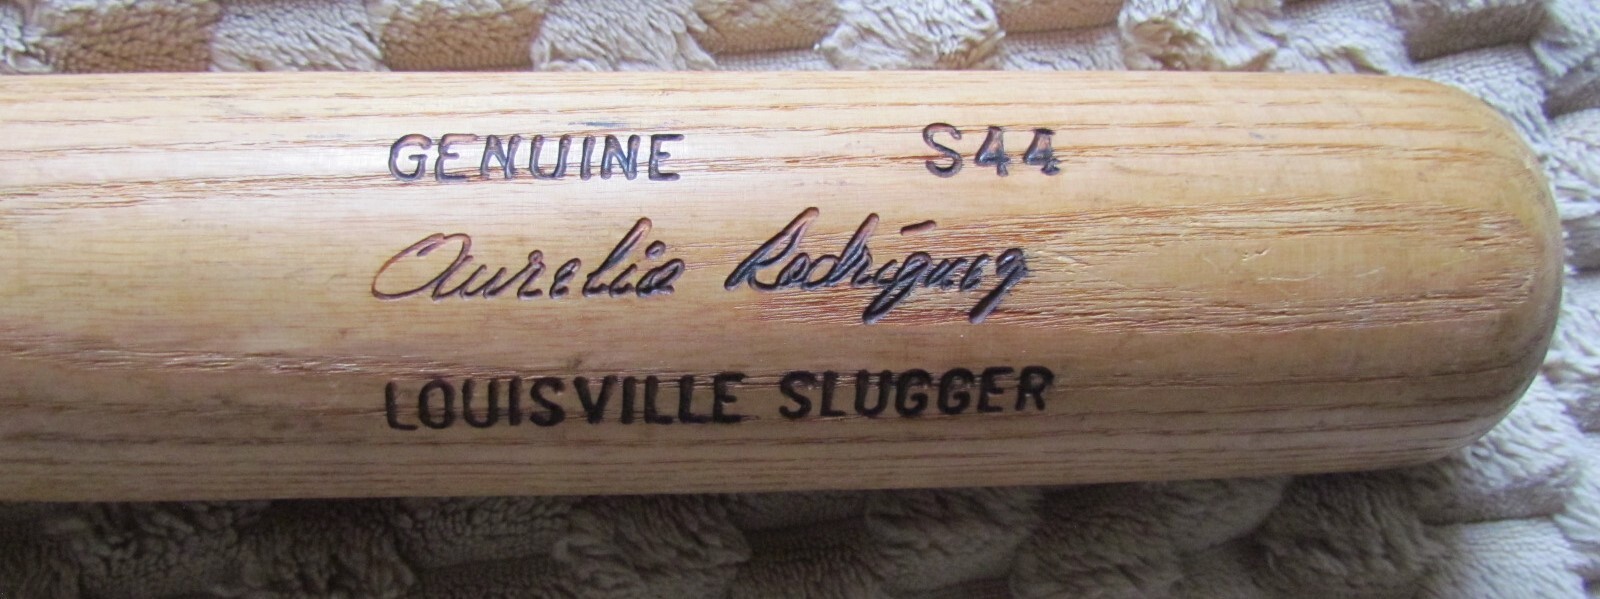 GENUINE S44
Aurelio Rodriguez
LOUISVILLE SLUGGER